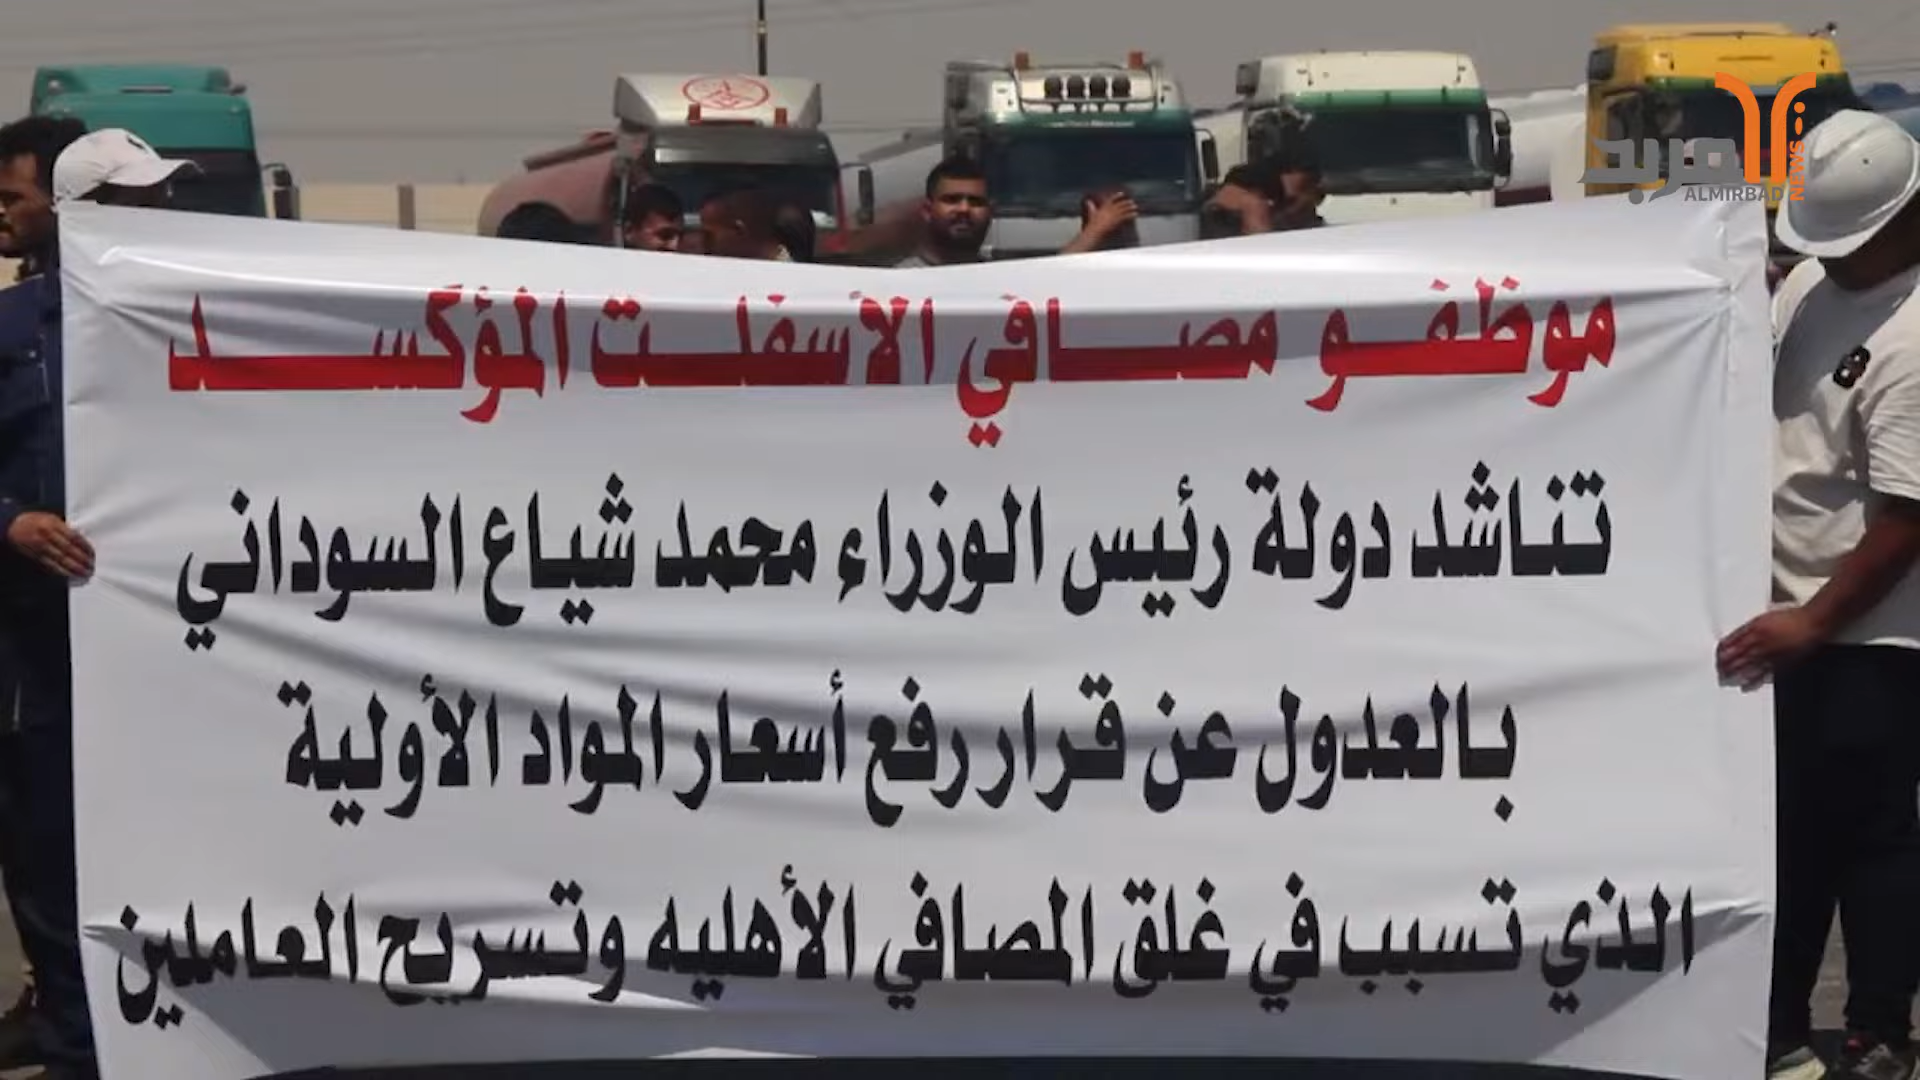 موظفو مصافي الاسفلت المؤكسد
تناشد دولة رئيس الوزراء محمد شياع السوداني
بالعدول عن قرار رفع أسعار المواد الأولية
الذي تسبب في غلق المصافي الأهليه وتسريح العاملين
المربد
ALMIRBAD NEWS